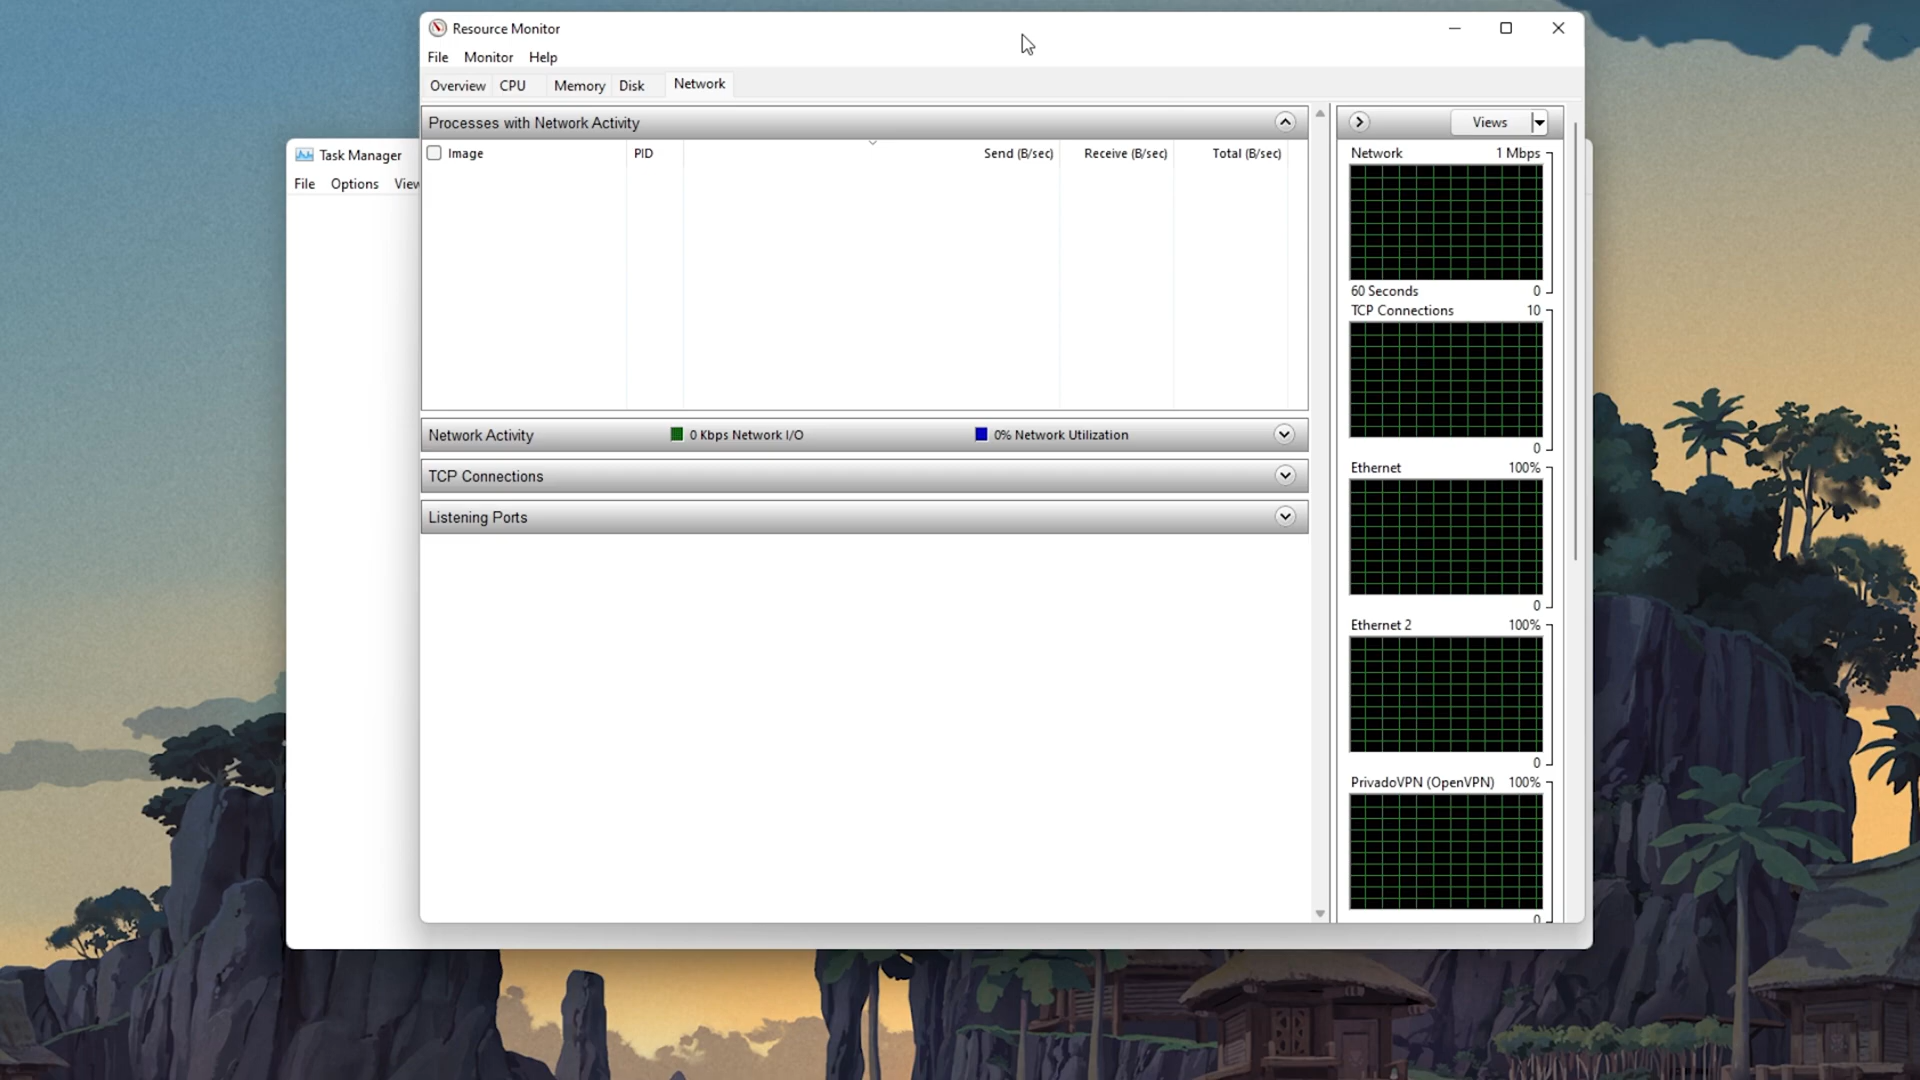 Resource Monitor
File Monitor Help
Overview CPU Memory Disk Network
Processes with Network Activity
Image PID Send (B/sec) Receive (B/sec) Total (B/sec)
Network Activity 0 Kbps Network I/O 0% Network Utilization
TCP Connections
Listening Ports
Views
Network 1 Mbps
60 Seconds 0
TCP Connections 10
0
Ethernet 100%
0
Ethernet 2 100%
0
PrivadoVPN (OpenVPN) 100%
0
Task Manager
File Options View